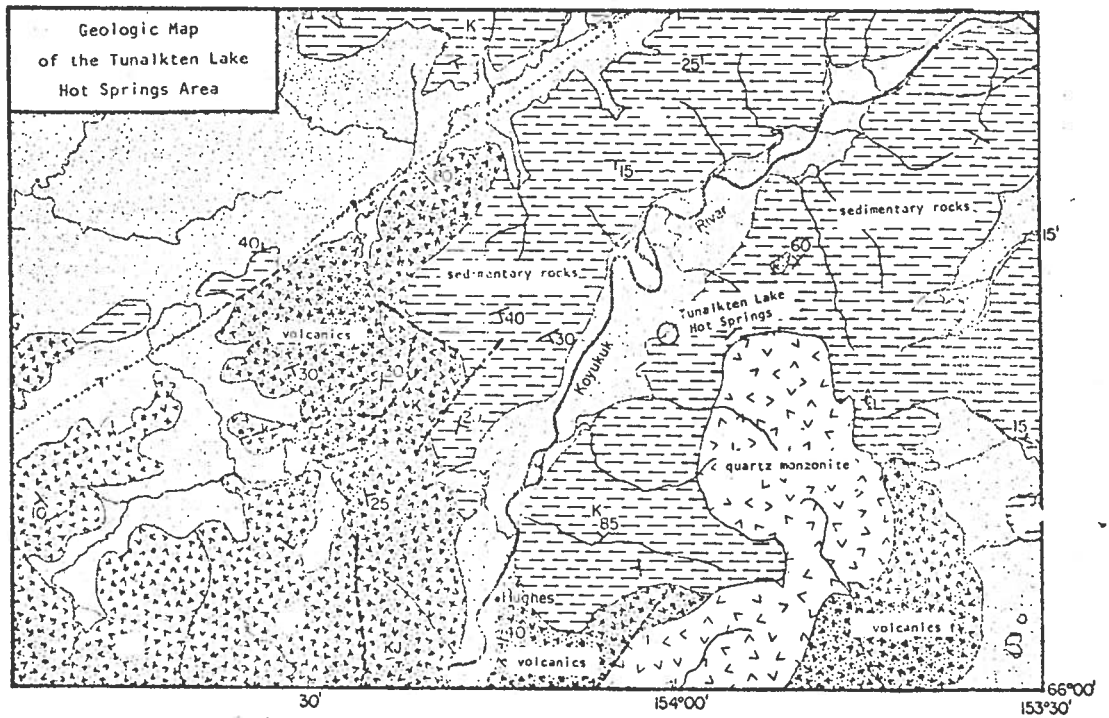 Geologic Map
of the Tunalkten Lake
Hot Springs Area
K
25
15
sedimentary rocks
River
15'
40
60
sedimentary rocks
Tunalkten Lake
Hot Springs
volcanics
40
30
Koyukuk
30
20
K
15
quartz monzonite
10
25
K
85
Hughes
10
volcanics
volcanics
KJ
30'
154°00'
66°00'
153°30'